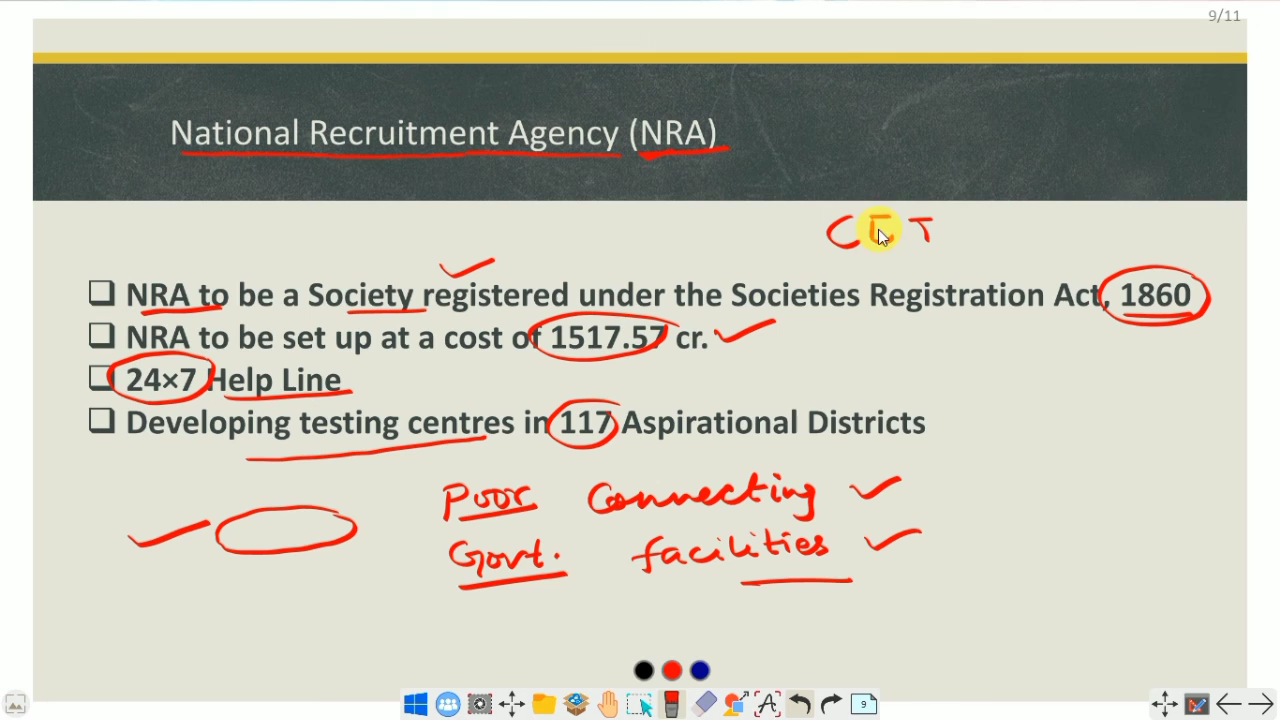 9/11
National Recruitment Agency (NRA)
CET
❑ NRA to be a Society registered under the Societies Registration Act, 1860
❑ NRA to be set up at a cost of 1517.57 cr.
❑ 24×7 Help Line
❑ Developing testing centres in 117 Aspirational Districts
Poor Connecting
Govt. facilities
9